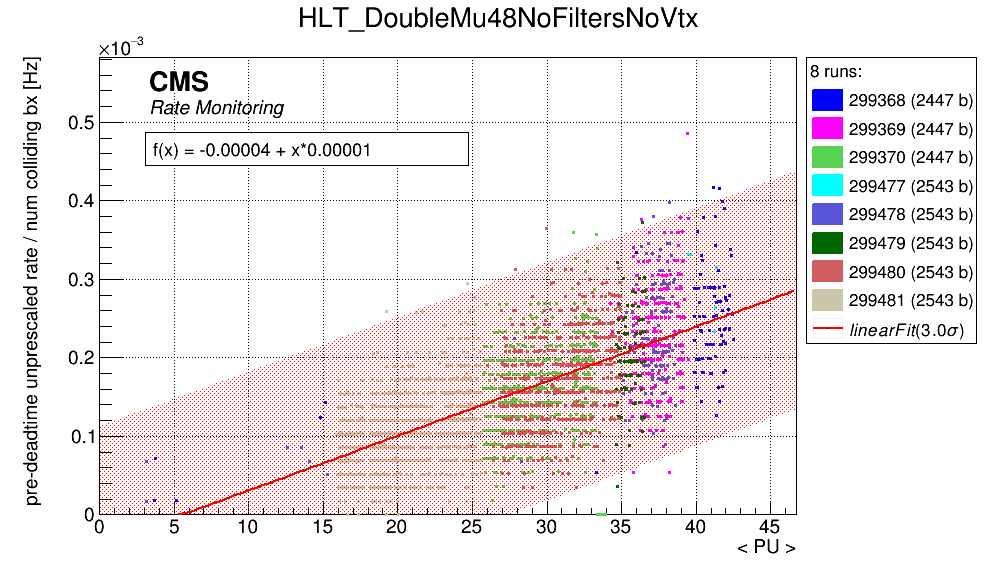 HLT_DoubleMu48NoFiltersNoVtx
×10⁻³
pre-deadtime unprescaled rate / num colliding bx [Hz]
CMS
Rate Monitoring
f(x) = -0.00004 + x*0.00001
0.5
0.4
0.3
0.2
0.1
0
0 5 10 15 20 25 30 35 40 45
< PU >
8 runs:
299368 (2447 b)
299369 (2447 b)
299370 (2447 b)
299477 (2543 b)
299478 (2543 b)
299479 (2543 b)
299480 (2543 b)
299481 (2543 b)
linearFit(3.0σ)